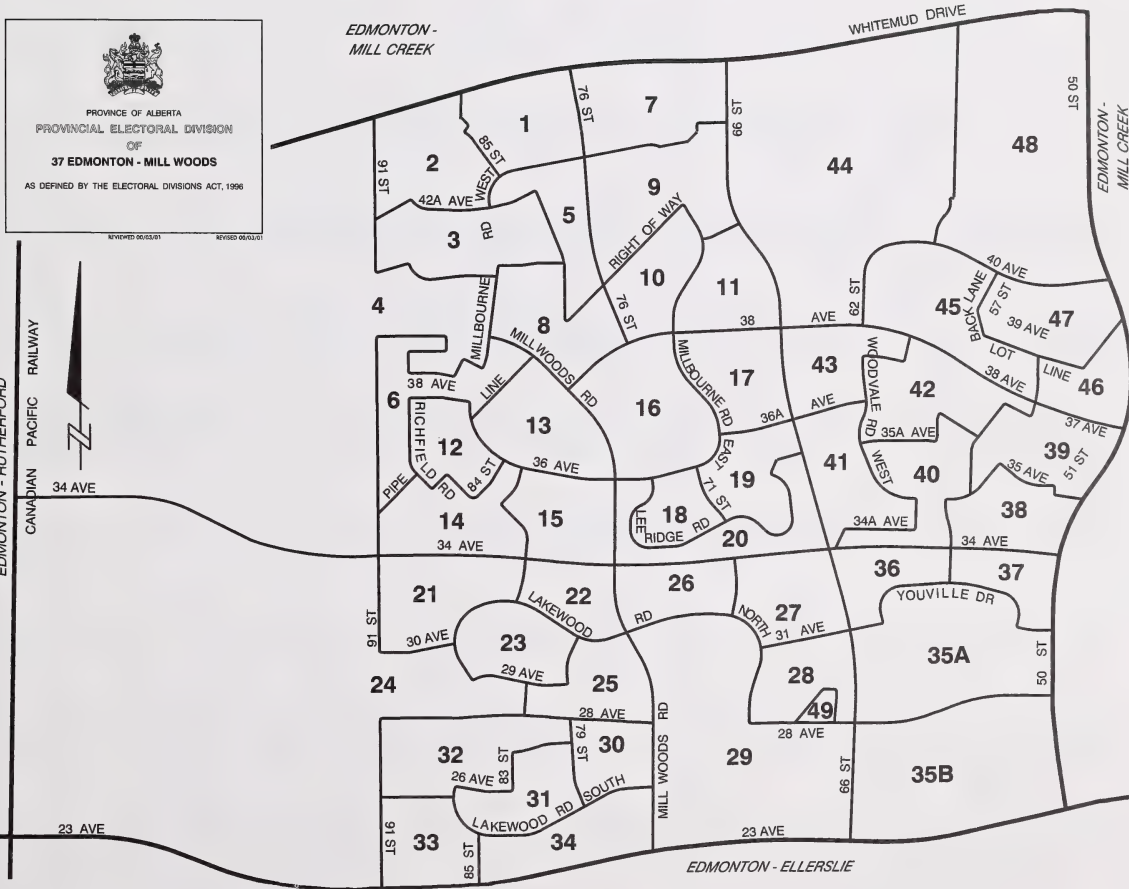 PROVINCE OF ALBERTA
PROVINCIAL ELECTORAL DIVISION
OF
37 EDMONTON - MILL WOODS
AS DEFINED BY THE ELECTORAL DIVISIONS ACT, 1996
REVIEWED 00/03/01 REVISED 00/03/01
EDMONTON -
MILL CREEK
WHITEMUD DRIVE
50 ST
EDMONTON -
MILL CREEK
1
76 ST
7
66 ST
44
48
2
85 ST
WEST
91 ST
42A AVE
9
5
3
RD
RIGHT OF WAY
10
11
62 ST
40 AVE
45
BACK LANE
57 ST
47
39 AVE
4
MILLBOURNE
8
76 ST
38 AVE
LOT LINE
46
MILL WOODS RD
MILLBOURNE RD
17
43
WOODVALE RD
42
38 AVE
37 AVE
6
38 AVE
LINE
16
36A AVE
RICHFIELD RD
12
13
35A AVE
39
51 ST
84 ST
36 AVE
EAST
71 ST
19
41
WEST
40
35 AVE
PIPE
14
15
LEE RIDGE RD
18
20
34A AVE
38
34 AVE
34 AVE
34 AVE
CANADIAN PACIFIC RAILWAY
EDMONTON - RUTHERFORD
21
22
26
27
36
37
LAKEWOOD RD
NORTH
YOUVILLE DR
91 ST
30 AVE
23
31 AVE
35A
50 ST
24
29 AVE
25
28
49
28 AVE
28 AVE
32
79 ST
30
MILL WOODS RD
29
66 ST
35B
26 AVE
83 ST
31
LAKEWOOD RD SOUTH
23 AVE
91 ST
33
85 ST
34
23 AVE
EDMONTON - ELLERSLIE